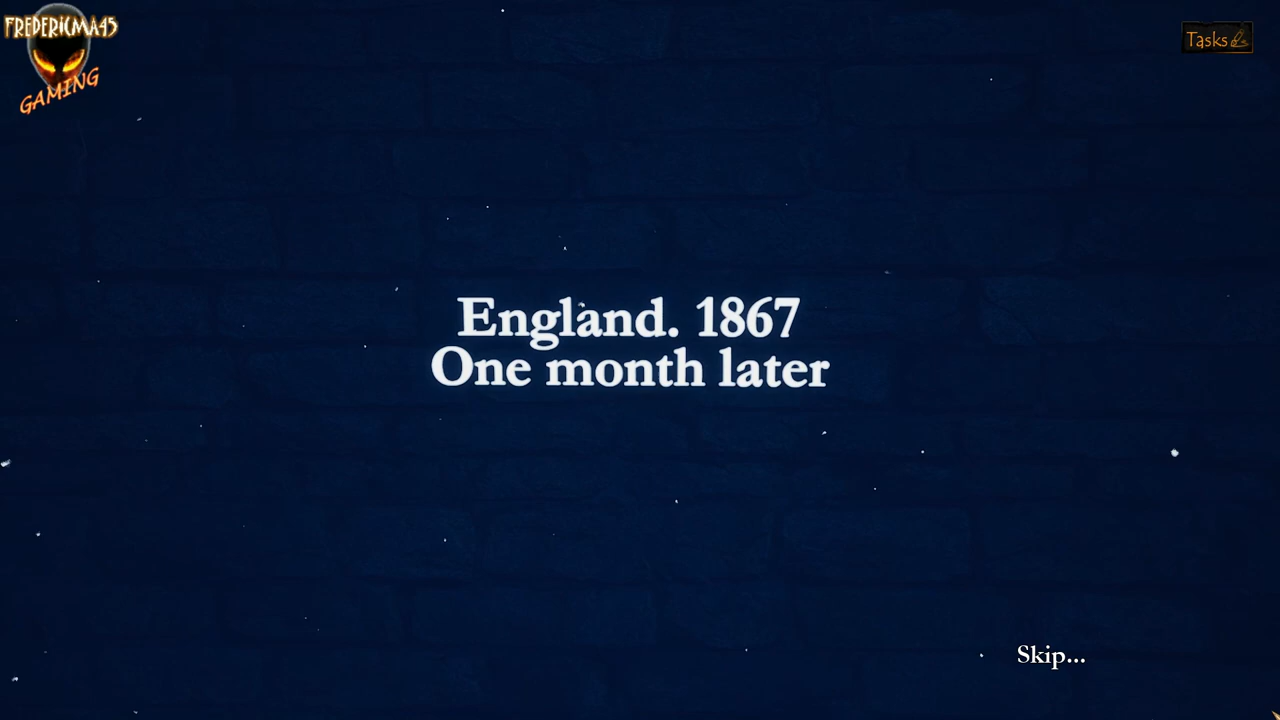 FREDERICMA45
GAMING
Tasks
England. 1867
One month later
Skip...